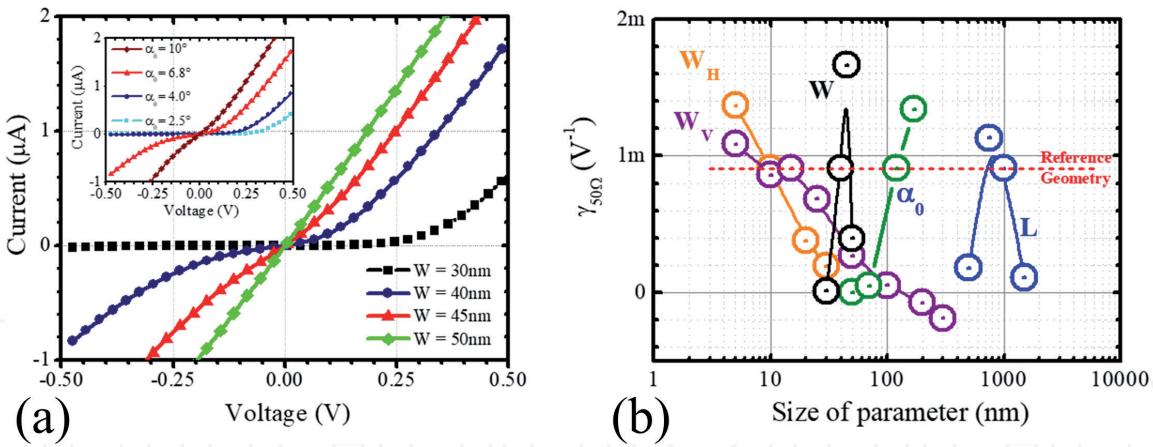 2
α₀ = 10°
α₀ = 6.8°
α₀ = 4.0°
α₀ = 2.5°
2
1
0
-1
-0.50 -0.25 0.00 0.25 0.50
Current (μA)
Voltage (V)
1
0
-1
-0.50 -0.25 0.00 0.25 0.50
Current (μA)
Voltage (V)
W = 30nm
W = 40nm
W = 45nm
W = 50nm
(a)
2m
1m
0
γ50Ω (V⁻¹)
W_H
W_V
W
α₀
L
Reference
Geometry
1 10 100 1000 10000
Size of parameter (nm)
(b)